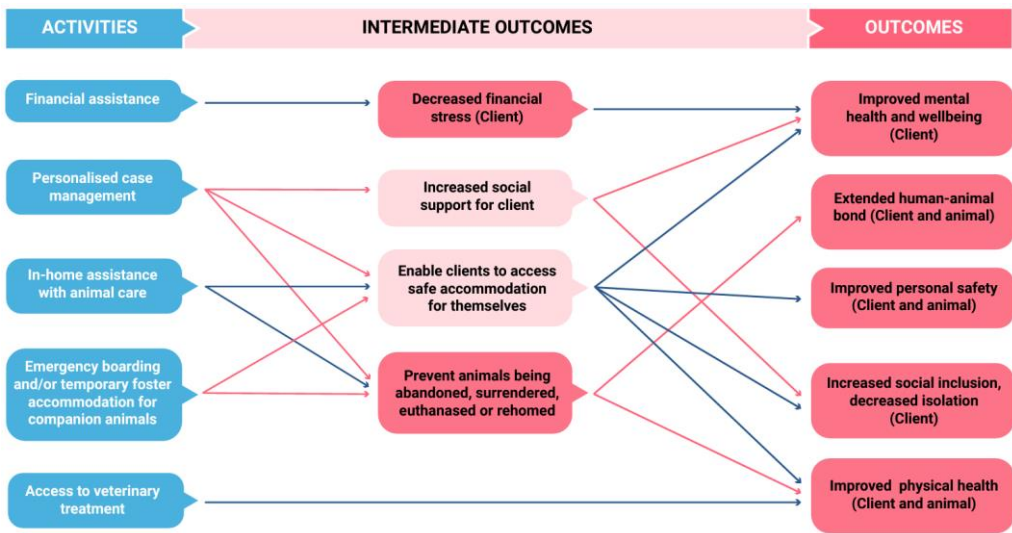 ACTIVITIES
INTERMEDIATE OUTCOMES
OUTCOMES
Financial assistance
Decreased financial
stress (Client)
Improved mental
health and wellbeing
(Client)
Personalised case
management
Increased social
support for client
Extended human-animal
bond (Client and animal)
In-home assistance
with animal care
Enable clients to access
safe accommodation
for themselves
Improved personal safety
(Client and animal)
Emergency boarding
and/or temporary foster
accommodation for
companion animals
Prevent animals being
abandoned, surrendered,
euthanased or rehomed
Increased social inclusion,
decreased isolation
(Client)
Access to veterinary
treatment
Improved physical health
(Client and animal)